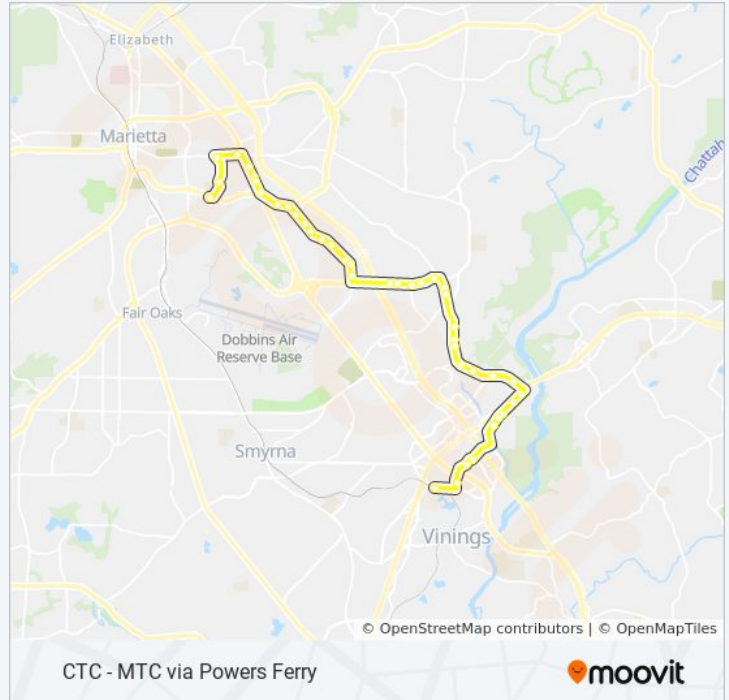 Elizabeth
Marietta
Chattah
Fair Oaks
Dobbins Air
Reserve Base
Smyrna
Vinings
© OpenStreetMap contributors | © OpenMapTiles
CTC - MTC via Powers Ferry
moovit